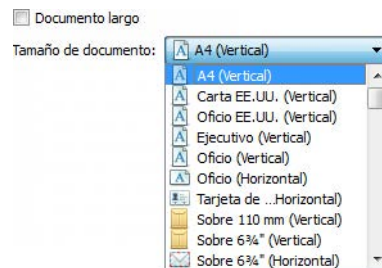 Documento largo
Tamaño de documento: A4 (Vertical)
A4 (Vertical)
Carta EE.UU. (Vertical)
Oficio EE.UU. (Vertical)
Ejecutivo (Vertical)
Oficio (Vertical)
Oficio (Horizontal)
Tarjeta de ...Horizontal)
Sobre 110 mm (Vertical)
Sobre 6¾" (Vertical)
Sobre 6¾" (Horizontal)